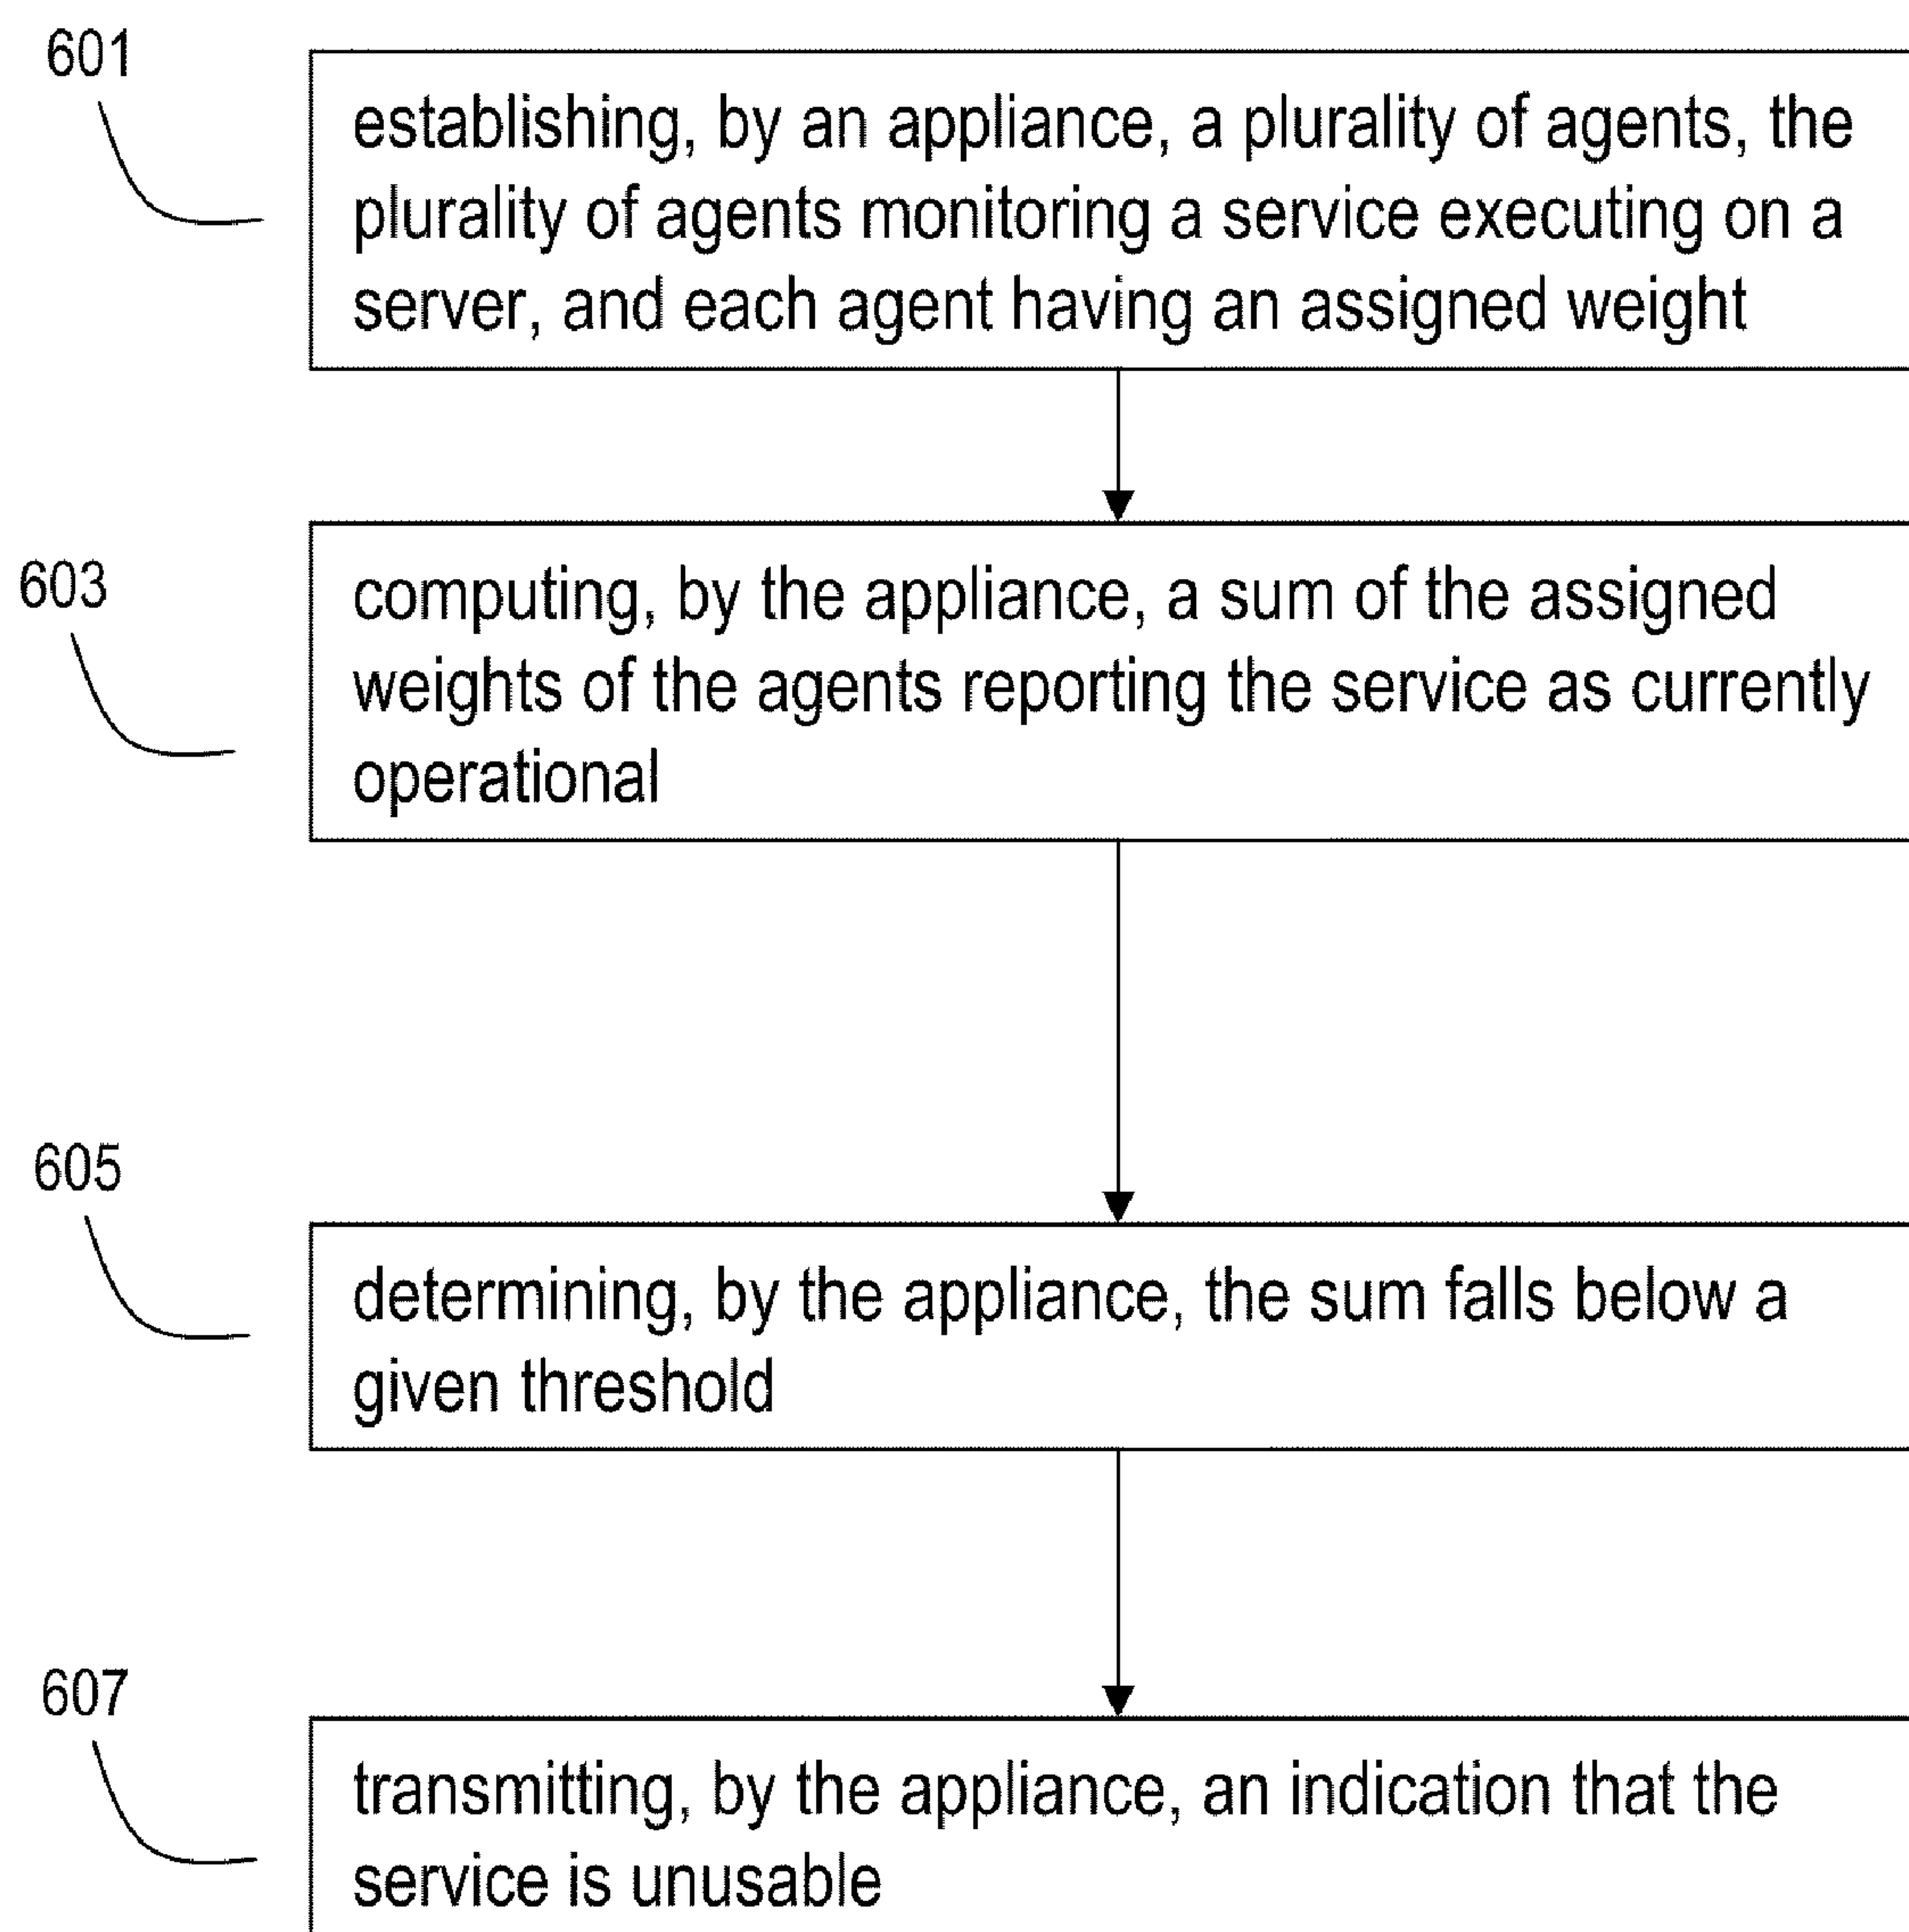 601
establishing, by an appliance, a plurality of agents, the
plurality of agents monitoring a service executing on a
server, and each agent having an assigned weight
603
computing, by the appliance, a sum of the assigned
weights of the agents reporting the service as currently
operational
605
determining, by the appliance, the sum falls below a
given threshold
607
transmitting, by the appliance, an indication that the
service is unusable